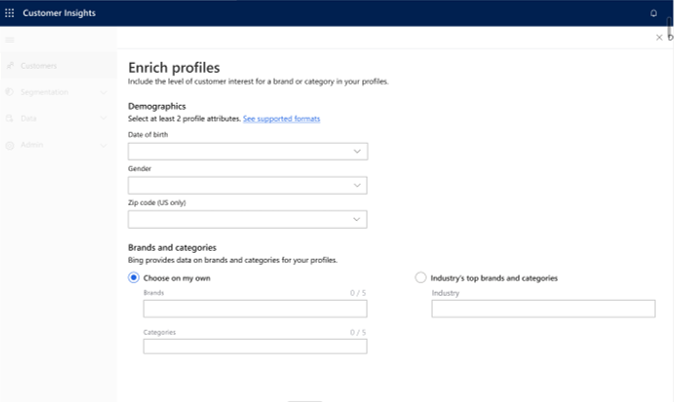 Customer Insights
Enrich profiles
Include the level of customer interest for a brand or category in your profiles.
Customers
Segmentation
Data
Admin
Demographics
Select at least 2 profile attributes. See supported formats
Date of birth
Gender
Zip code (US only)
Brands and categories
Bing provides data on brands and categories for your profiles.
Choose on my own
Brands 0 / 5
Categories 0 / 5
Industry's top brands and categories
Industry